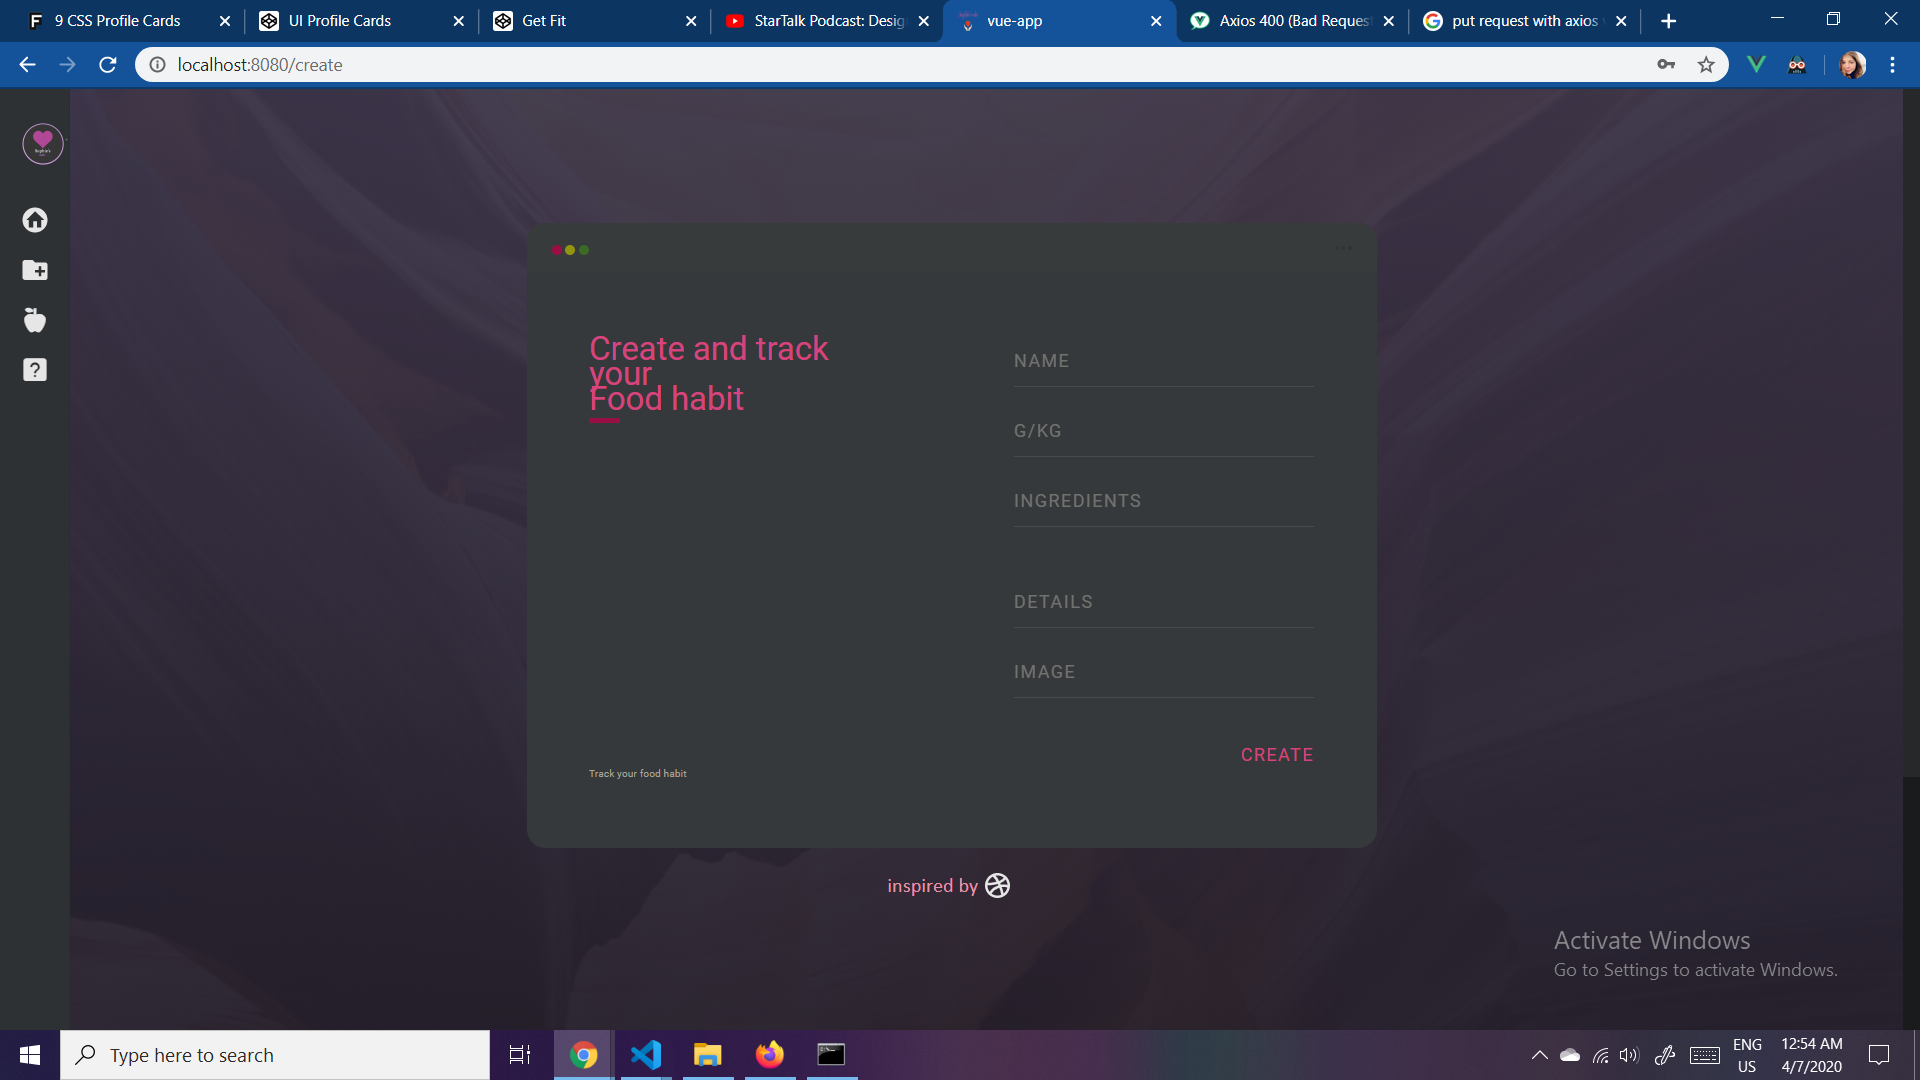 9 CSS Profile Cards
UI Profile Cards
Get Fit
StarTalk Podcast: Desig
vue-app
Axios 400 (Bad Reques
put request with axios
localhost:8080/create
Create and track
your
Food habit
NAME
G/KG
INGREDIENTS
DETAILS
IMAGE
CREATE
Track your food habit
inspired by
Activate Windows
Go to Settings to activate Windows.
Type here to search
ENG
US
12:54 AM
4/7/2020